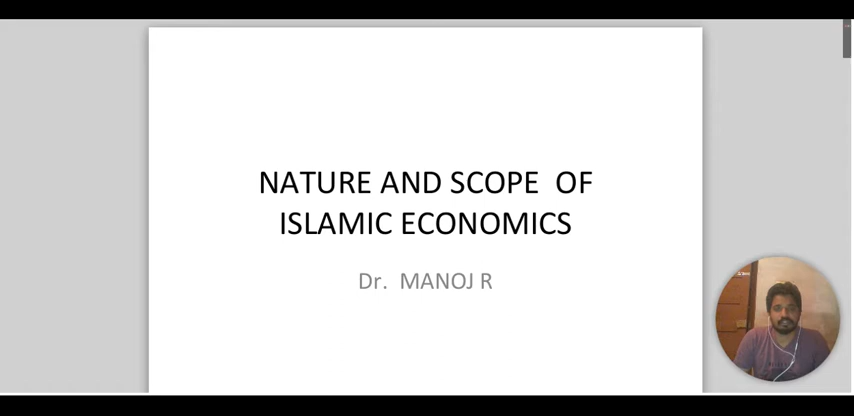 NATURE AND SCOPE OF
ISLAMIC ECONOMICS
Dr. MANOJ R